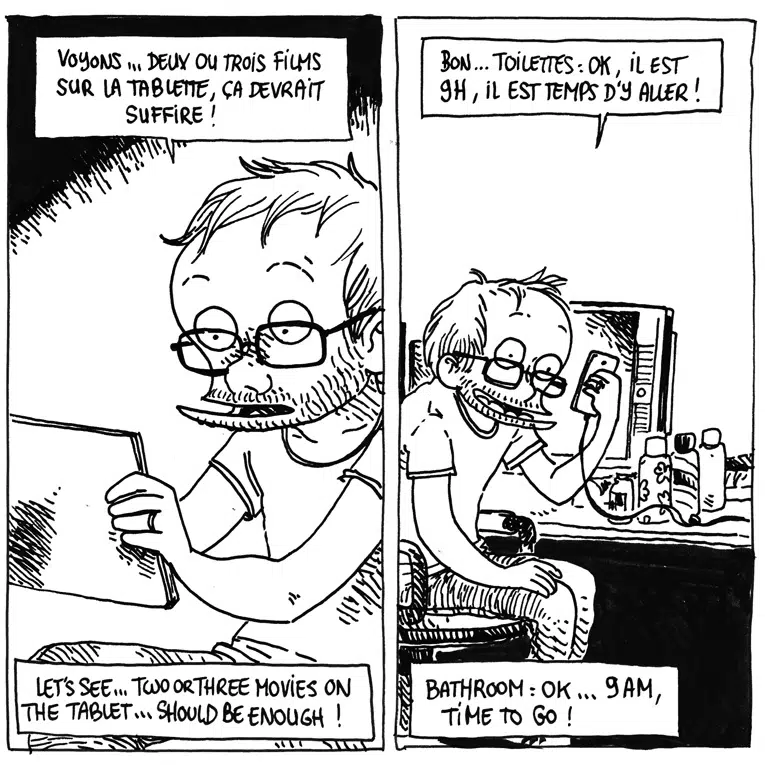 VOYONS... DEUX OU TROIS FILMS
SUR LA TABLETTE, ÇA DEVRAIT
SUFFIRE !
LET'S SEE... TWO OR THREE MOVIES ON
THE TABLET... SHOULD BE ENOUGH !
BON... TOILETTES : OK, IL EST
9H, IL EST TEMPS D'Y ALLER !
BATHROOM : OK ... 9 AM,
TIME TO GO !